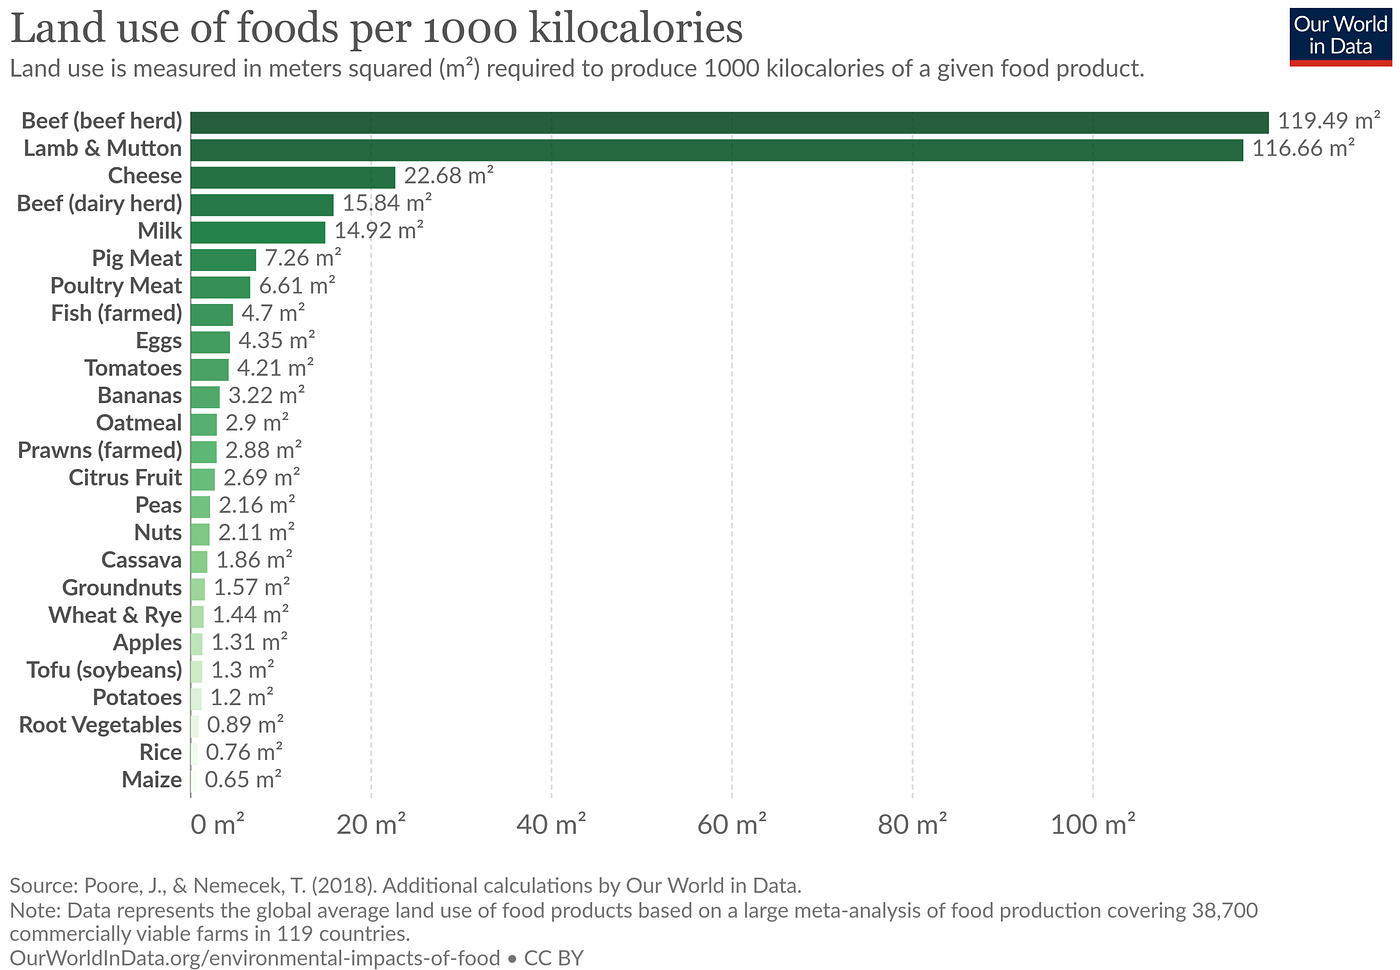 Land use of foods per 1000 kilocalories
Our World
in Data
Land use is measured in meters squared (m²) required to produce 1000 kilocalories of a given food product.
Beef (beef herd) 119.49 m²
Lamb & Mutton 116.66 m²
Cheese 22.68 m²
Beef (dairy herd) 15.84 m²
Milk 14.92 m²
Pig Meat 7.26 m²
Poultry Meat 6.61 m²
Fish (farmed) 4.7 m²
Eggs 4.35 m²
Tomatoes 4.21 m²
Bananas 3.22 m²
Oatmeal 2.9 m²
Prawns (farmed) 2.88 m²
Citrus Fruit 2.69 m²
Peas 2.16 m²
Nuts 2.11 m²
Cassava 1.86 m²
Groundnuts 1.57 m²
Wheat & Rye 1.44 m²
Apples 1.31 m²
Tofu (soybeans) 1.3 m²
Potatoes 1.2 m²
Root Vegetables 0.89 m²
Rice 0.76 m²
Maize 0.65 m²
0 m² 20 m² 40 m² 60 m² 80 m² 100 m²
Source: Poore, J., & Nemecek, T. (2018). Additional calculations by Our World in Data.
Note: Data represents the global average land use of food products based on a large meta-analysis of food production covering 38,700
commercially viable farms in 119 countries.
OurWorldInData.org/environmental-impacts-of-food • CC BY